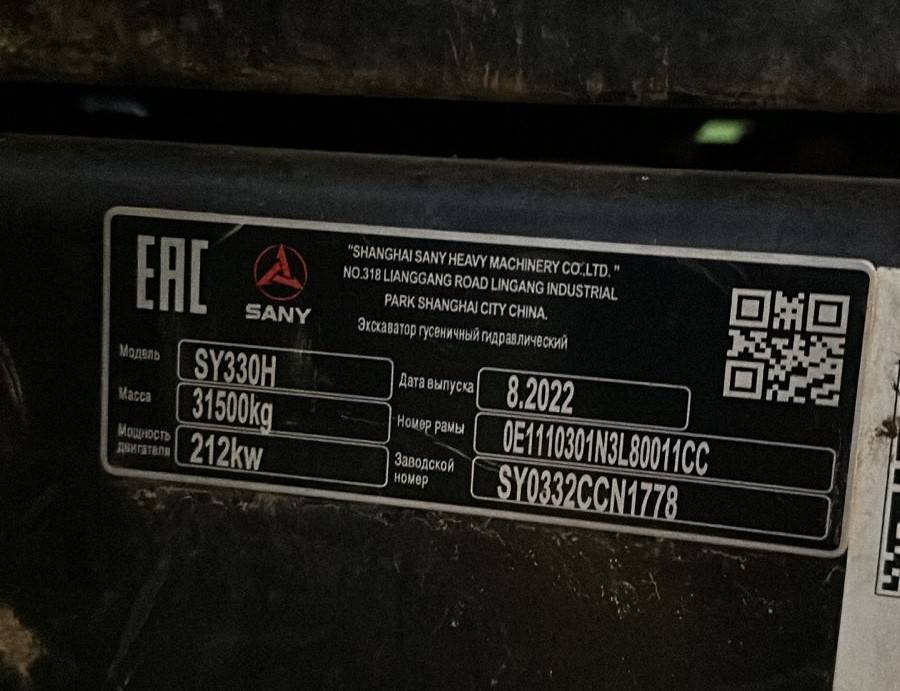 EAC
SANY
"SHANGHAI SANY HEAVY MACHINERY CO.,LTD. "
NO.318 LIANGGANG ROAD LINGANG INDUSTRIAL
PARK SHANGHAI CITY CHINA.
Экскаватор гусеничный гидравлический
Модель SY330H
Масса 31500kg
Мощность
двигателя 212kw
Дата выпуска 8.2022
Номер рамы 0E1110301N3L80011CC
Заводской
номер SY0332CCN1778